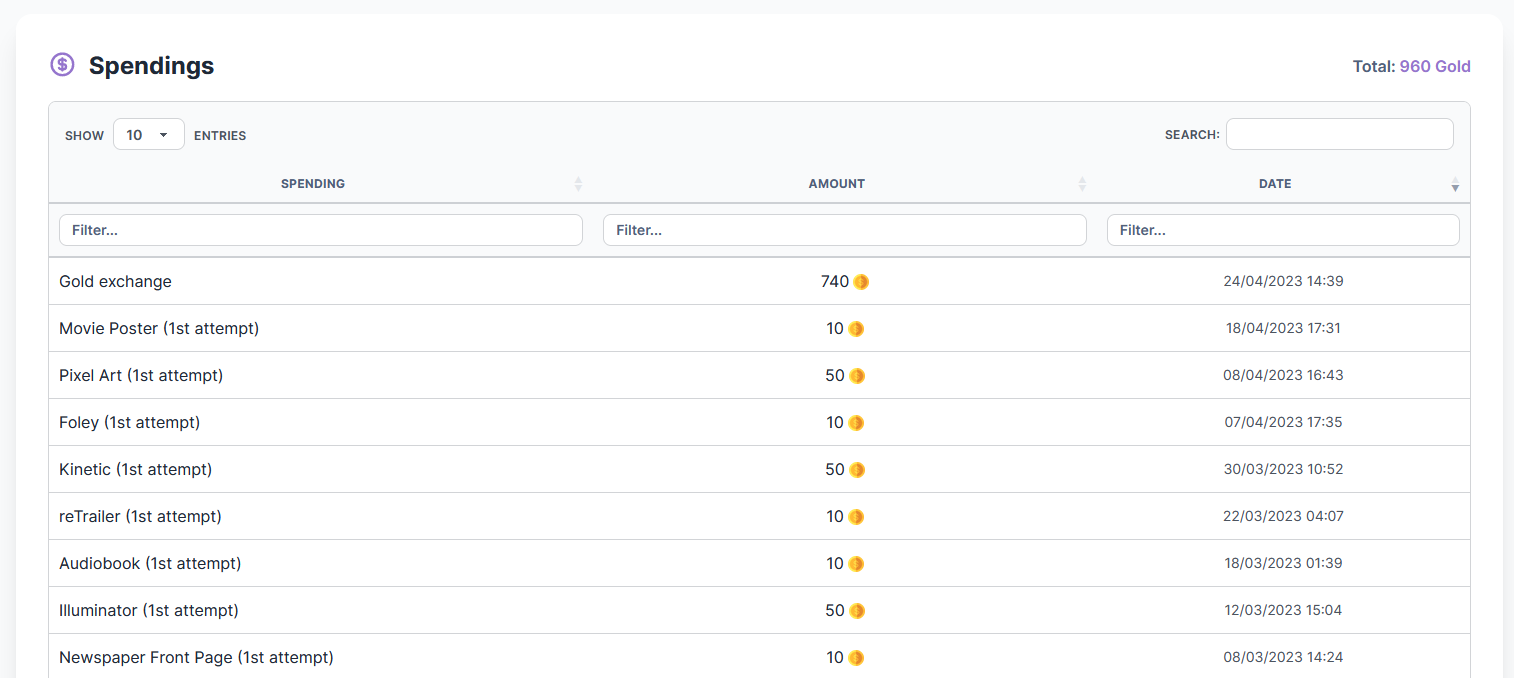 Spendings
Total: 960 Gold
SHOW 10 ENTRIES
SEARCH:
SPENDING AMOUNT DATE
Filter... Filter... Filter...
Gold exchange 740 24/04/2023 14:39
Movie Poster (1st attempt) 10 18/04/2023 17:31
Pixel Art (1st attempt) 50 08/04/2023 16:43
Foley (1st attempt) 10 07/04/2023 17:35
Kinetic (1st attempt) 50 30/03/2023 10:52
reTrailer (1st attempt) 10 22/03/2023 04:07
Audiobook (1st attempt) 10 18/03/2023 01:39
Illuminator (1st attempt) 50 12/03/2023 15:04
Newspaper Front Page (1st attempt) 10 08/03/2023 14:24